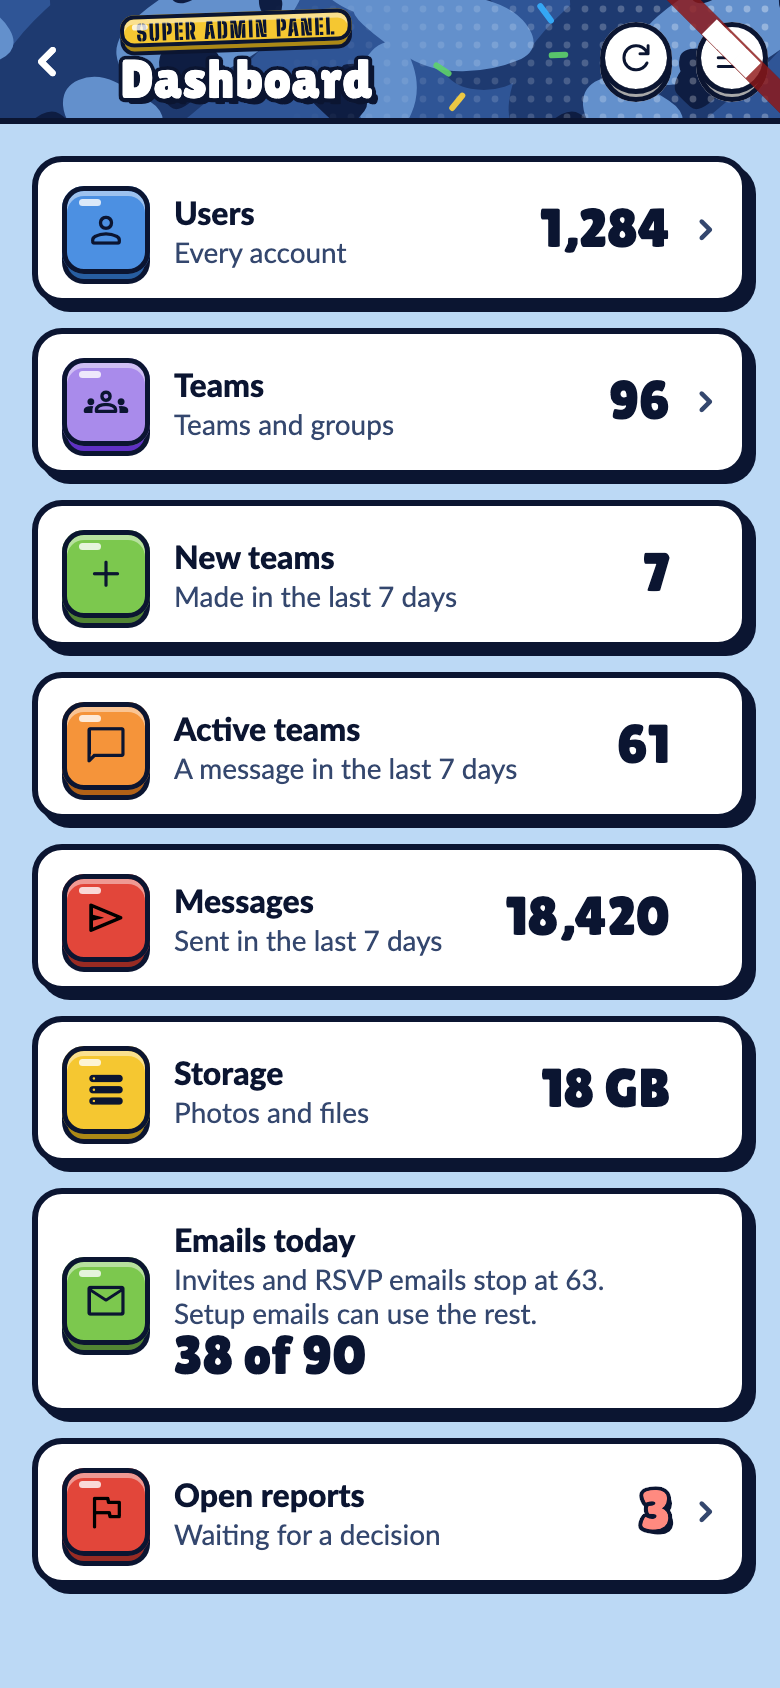 SUPER ADMIN PANEL
Dashboard
Users
Every account
1,284
Teams
Teams and groups
96
New teams
Made in the last 7 days
7
Active teams
A message in the last 7 days
61
Messages
Sent in the last 7 days
18,420
Storage
Photos and files
18 GB
Emails today
Invites and RSVP emails stop at 63.
Setup emails can use the rest.
38 of 90
Open reports
Waiting for a decision
3